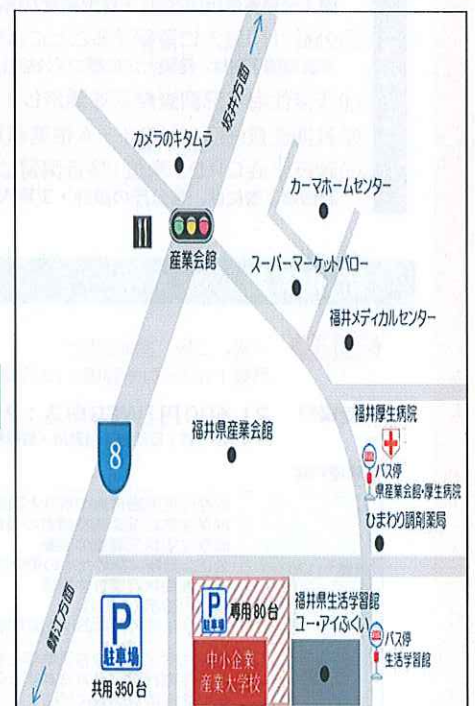 坂井方面
カメラのキタムラ
カーマホームセンター
産業会館
スーパーマーケットバロー
福井メディカルセンター
福井県産業会館
福井厚生病院
8
バス停
県産業会館・厚生病院
ひまわり調剤薬局
鯖江方面
P
駐車場
共用350台
P
駐車場
専用80台
中小企業
産業大学校
福井県生活学習館
ユー・アイふくい
バス停
生活学習館